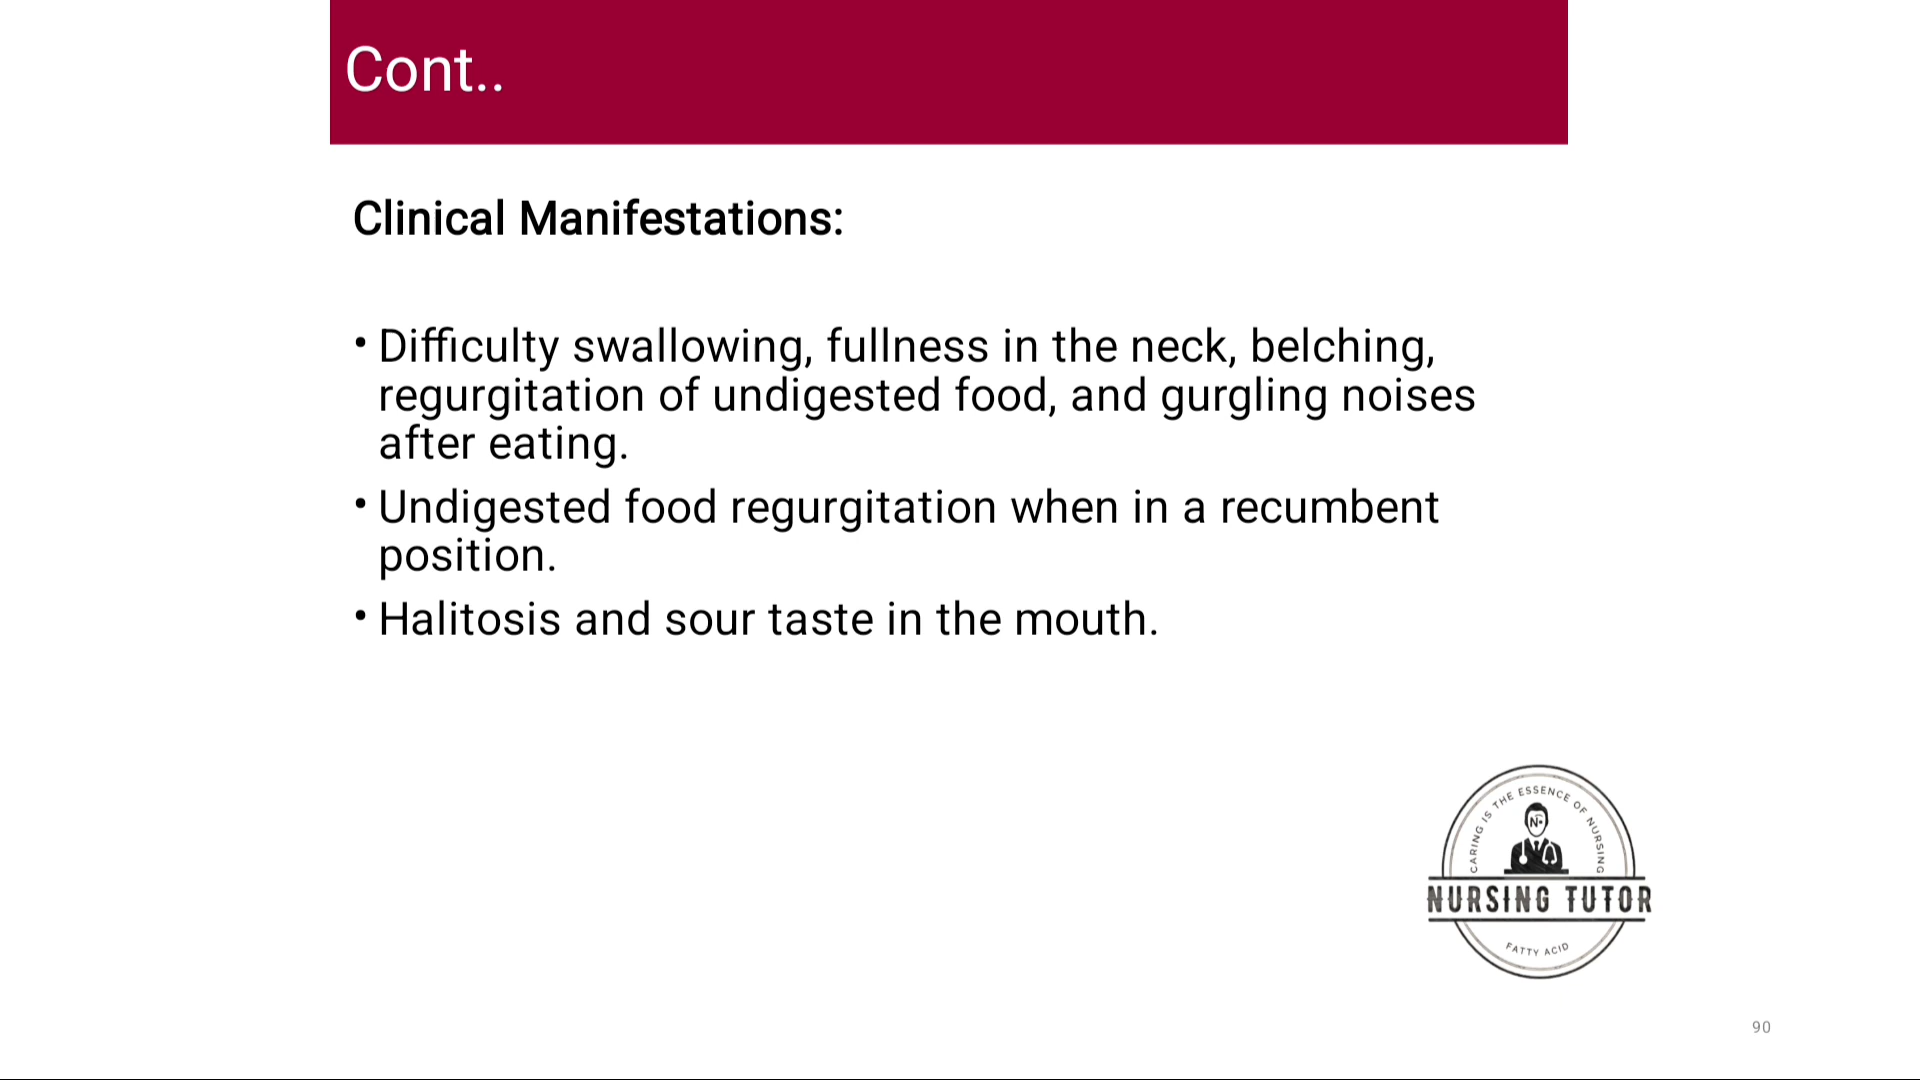 Cont..
Clinical Manifestations:
• Difficulty swallowing, fullness in the neck, belching,
regurgitation of undigested food, and gurgling noises
after eating.
• Undigested food regurgitation when in a recumbent
position.
• Halitosis and sour taste in the mouth.
CARING IS THE ESSENCE OF NURSING
N
NURSING TUTOR
FATTY ACID
90